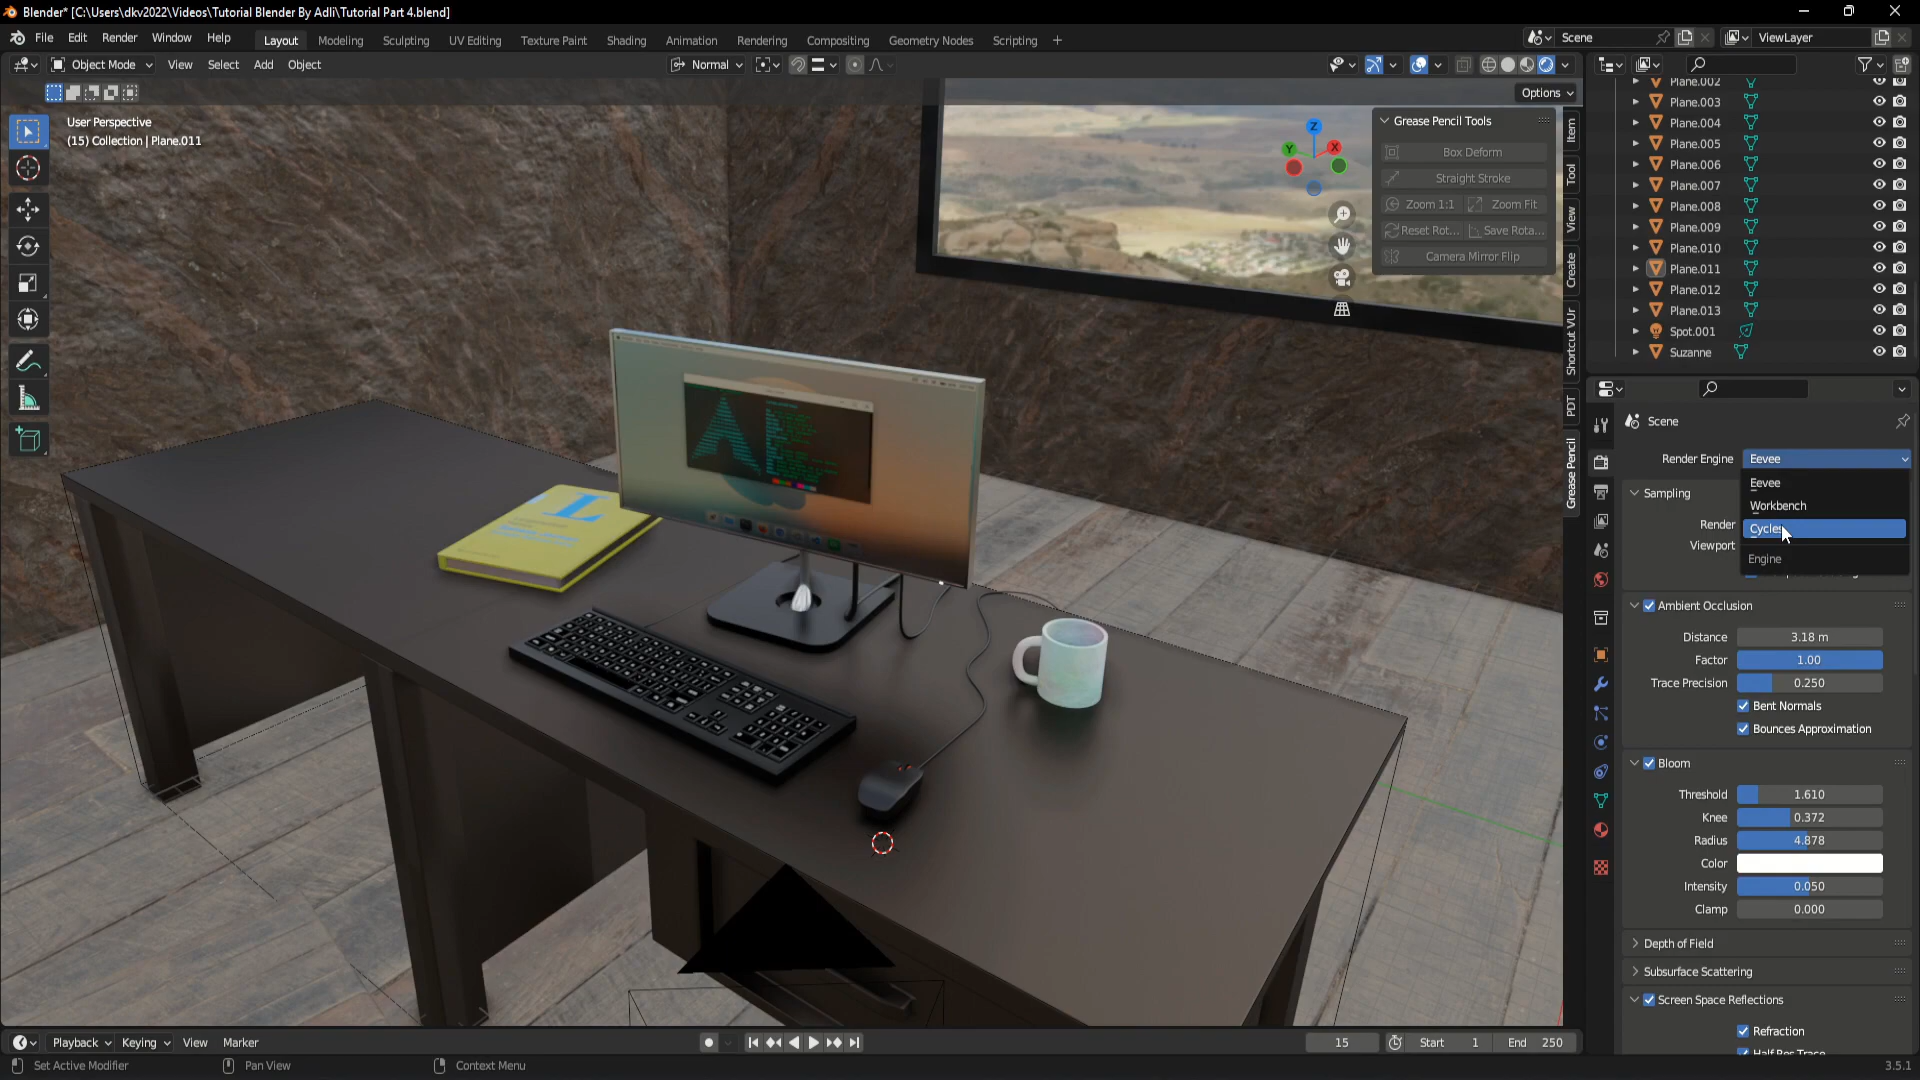 Blender* [C:\Users\dkv2022\Videos\Tutorial Blender By Adli\Tutorial Part 4.blend]
File Edit Render Window Help Layout Modeling Sculpting UV Editing Texture Paint Shading Animation Rendering Compositing Geometry Nodes Scripting + Scene ViewLayer
Object Mode View Select Add Object Normal
Options
User Perspective
(15) Collection | Plane.011
Grease Pencil Tools
Box Deform
Straight Stroke
Zoom 1:1 Zoom Fit
Reset Rot... Save Rota...
Camera Mirror Flip
Z
Y
X
Item
Tool
View
Create
Shortcut VUr
PDT
Grease Pencil
Plane.002
Plane.003
Plane.004
Plane.005
Plane.006
Plane.007
Plane.008
Plane.009
Plane.010
Plane.011
Plane.012
Plane.013
Spot.001
Suzanne
Scene
Render Engine Eevee
Eevee
Workbench
Cycles
Engine
Sampling
Render
Viewport
Ambient Occlusion
Distance 3.18 m
Factor 1.00
Trace Precision 0.250
Bent Normals
Bounces Approximation
Bloom
Threshold 1.610
Knee 0.372
Radius 4.878
Color
Intensity 0.050
Clamp 0.000
Depth of Field
Subsurface Scattering
Screen Space Reflections
Refraction
Half Res Trace
Playback Keying View Marker 15 Start 1 End 250
Set Active Modifier Pan View Context Menu 3.5.1